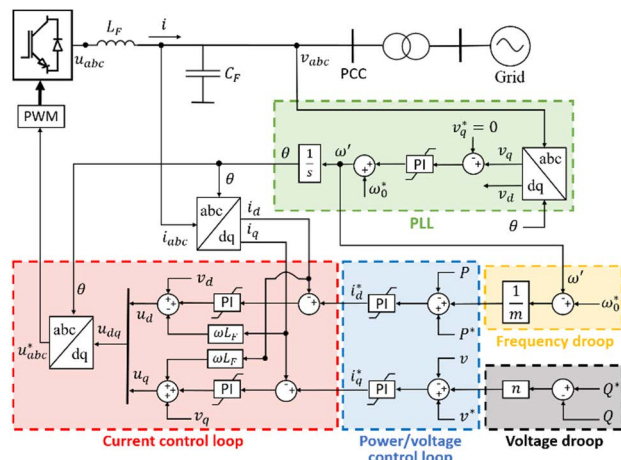 L_F
i
u_abc
v_abc
C_F
PCC
Grid
PWM
v_q^* = 0
θ
1
s
ω'
PI
v_q
abc
dq
v_d
ω_0^*
θ
abc
dq
i_d
i_q
i_abc
θ
PLL
θ
v_d
PI
i_d^*
PI
P
P^*
1
m
ω'
ω_0^*
u_d
abc
dq
u_dq
u_abc^*
ωL_F
ωL_F
Frequency droop
u_q
PI
v_q
i_q^*
PI
v
v^*
n
Q^*
Q
Current control loop
Power/voltage
control loop
Voltage droop